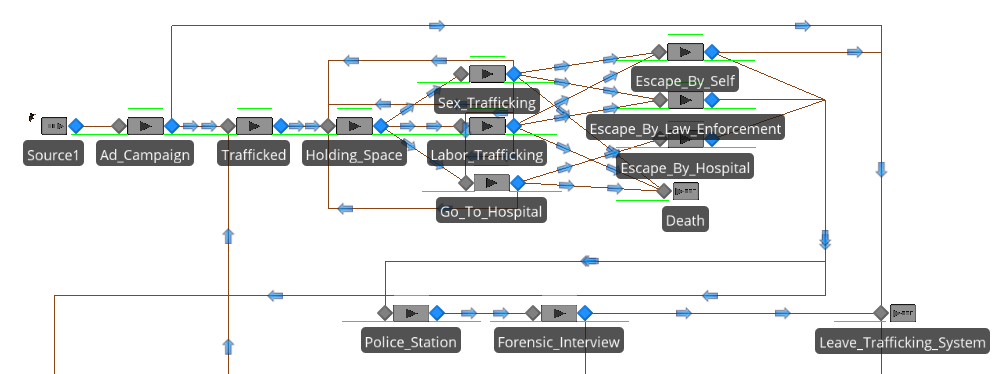 Escape_By_Self
Sex_Trafficking
Escape_By_Law_Enforcement
Source1
Ad_Campaign
Trafficked
Holding_Space
Labor_Trafficking
Escape_By_Hospital
Go_To_Hospital
Death
Police_Station
Forensic_Interview
Leave_Trafficking_System